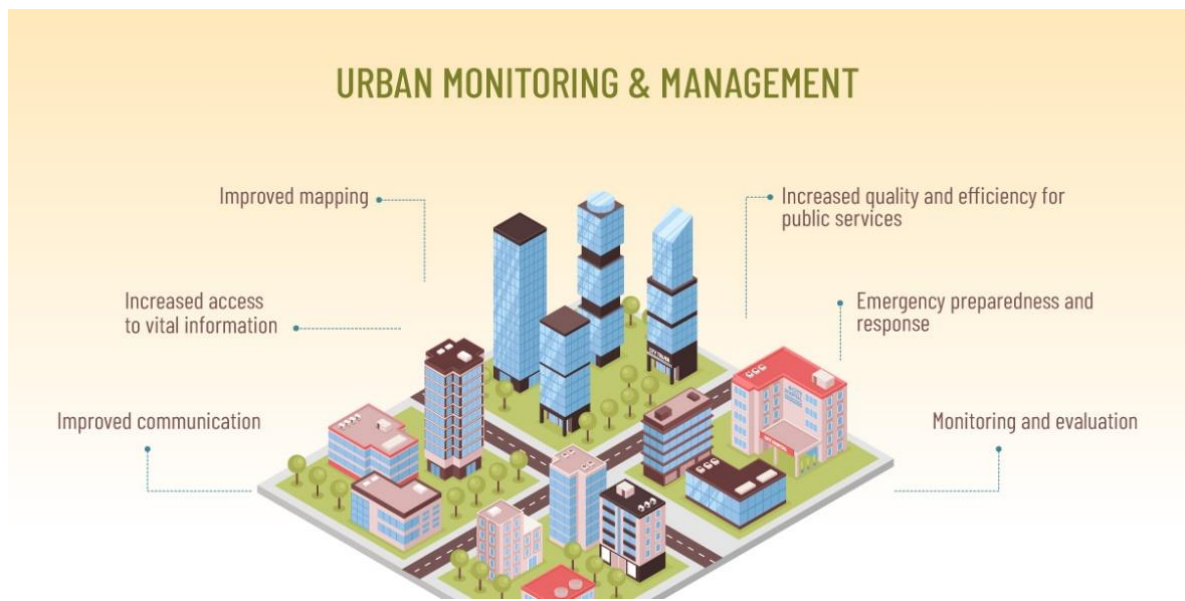 URBAN MONITORING & MANAGEMENT
Improved mapping
Increased quality and efficiency for
public services
Increased access
to vital information
Emergency preparedness and
response
Improved communication
Monitoring and evaluation